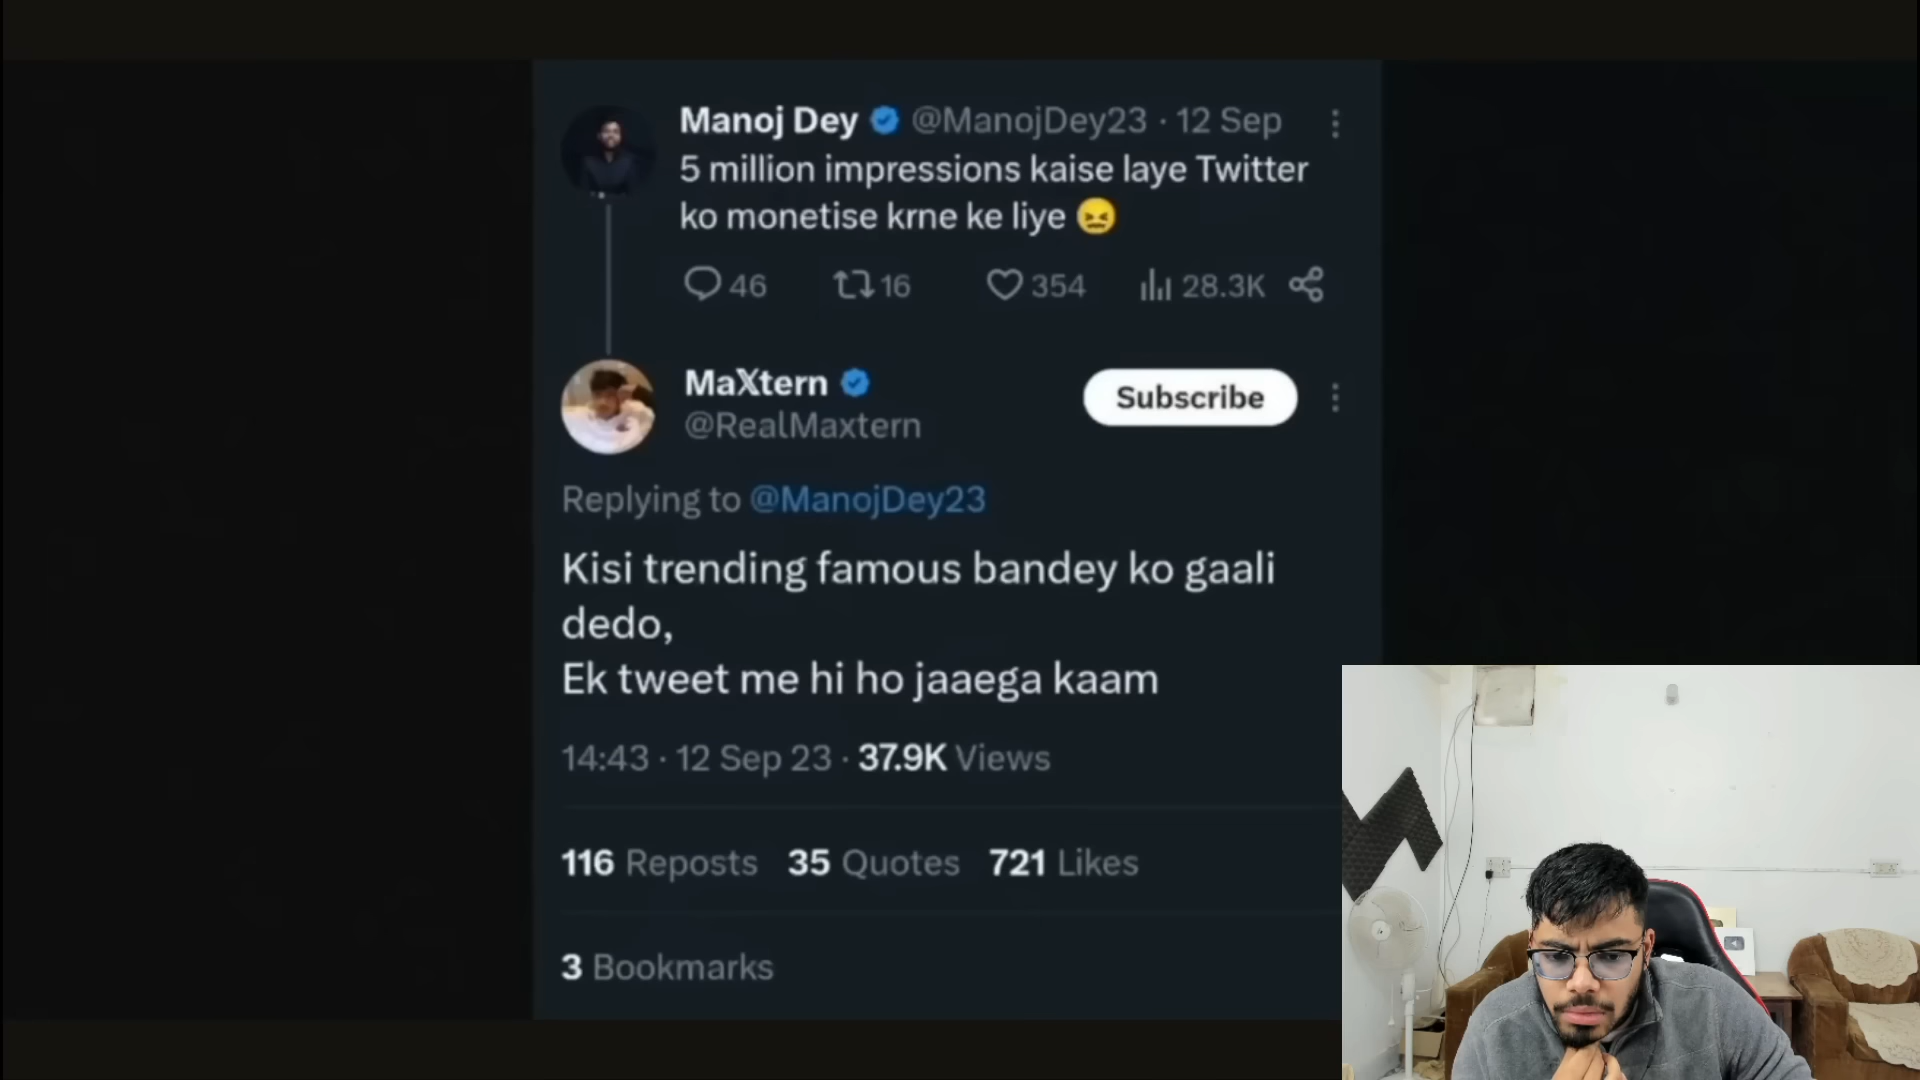 Manoj Dey @ManojDey23 · 12 Sep
5 million impressions kaise laye Twitter
ko monetise krne ke liye 😖
46 16 354 28.3K
Ma𝕏tern
Subscribe
@RealMaxtern
Replying to @ManojDey23
Kisi trending famous bandey ko gaali
dedo,
Ek tweet me hi ho jaaega kaam
14:43 · 12 Sep 23 · 37.9K Views
116 Reposts 35 Quotes 721 Likes
3 Bookmarks